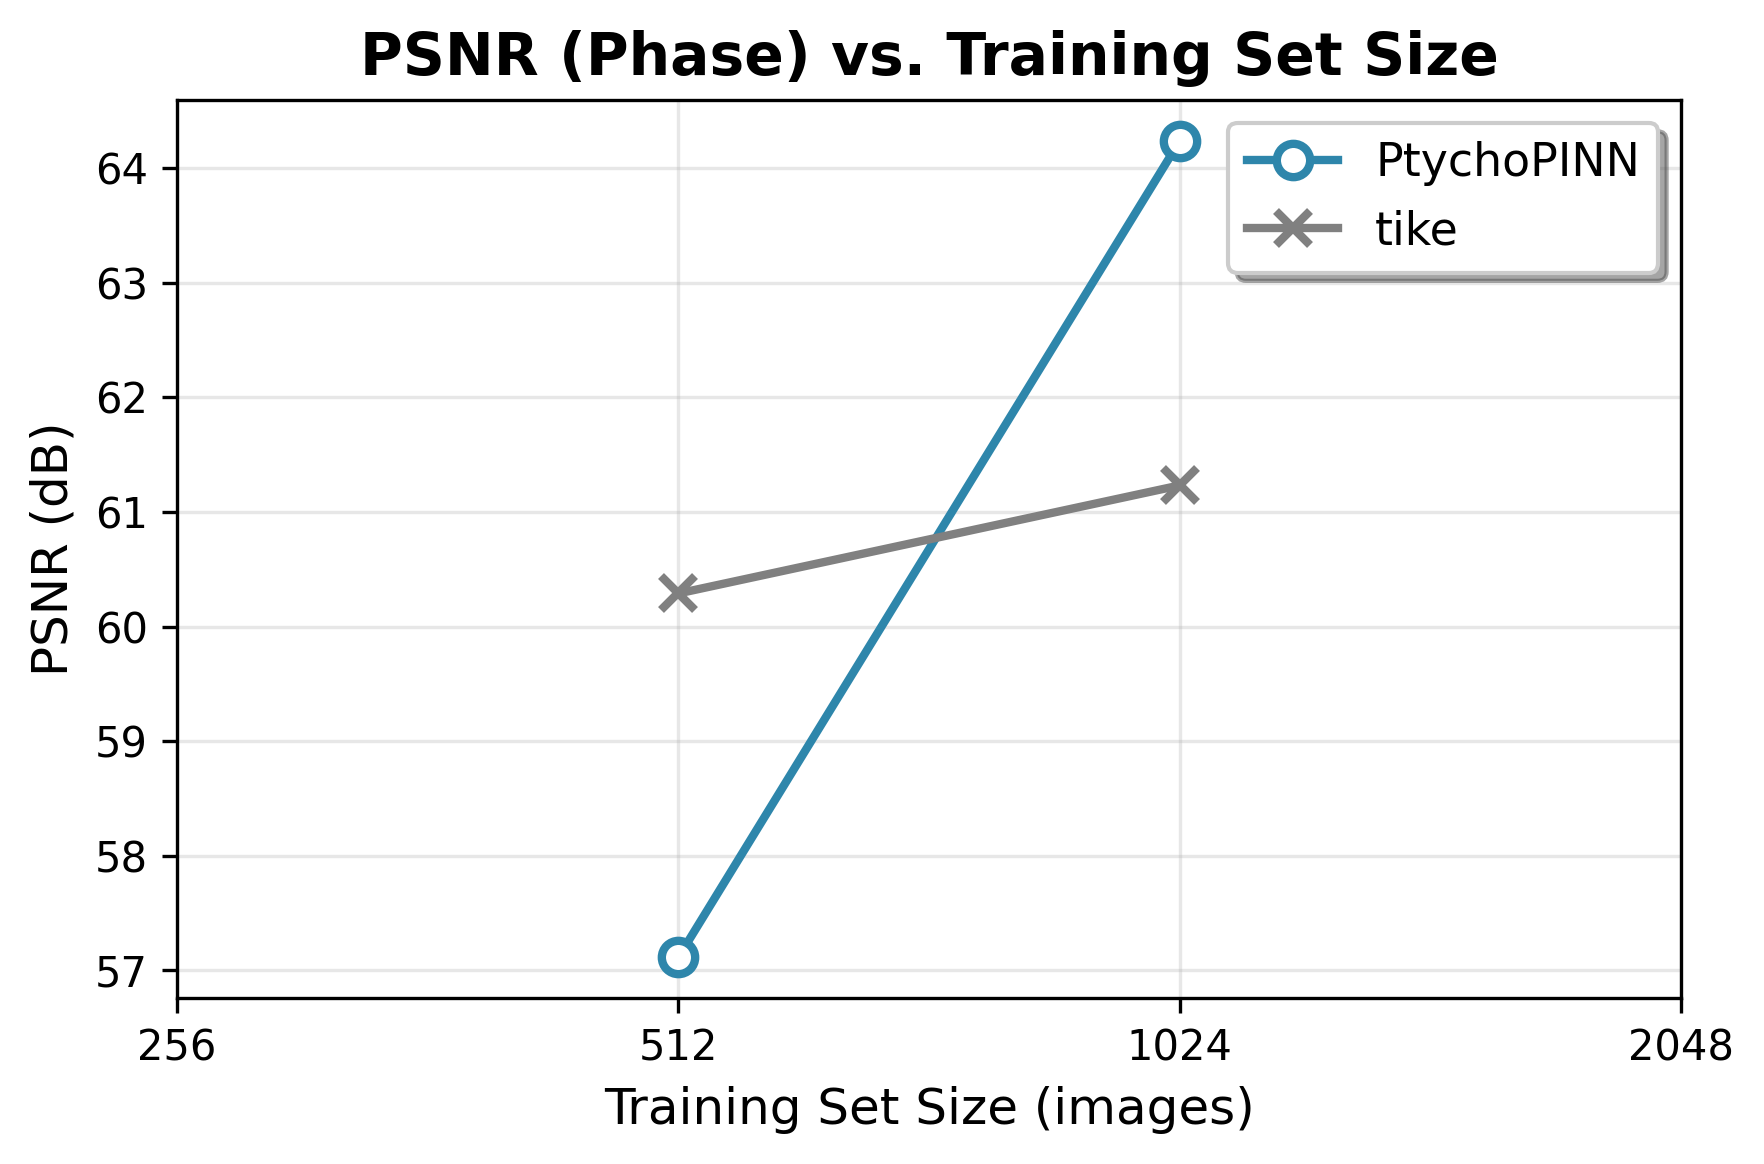 PSNR (Phase) vs. Training Set Size
PtychoPINN
tike
PSNR (dB)
64
63
62
61
60
59
58
57
256
512
1024
2048
Training Set Size (images)